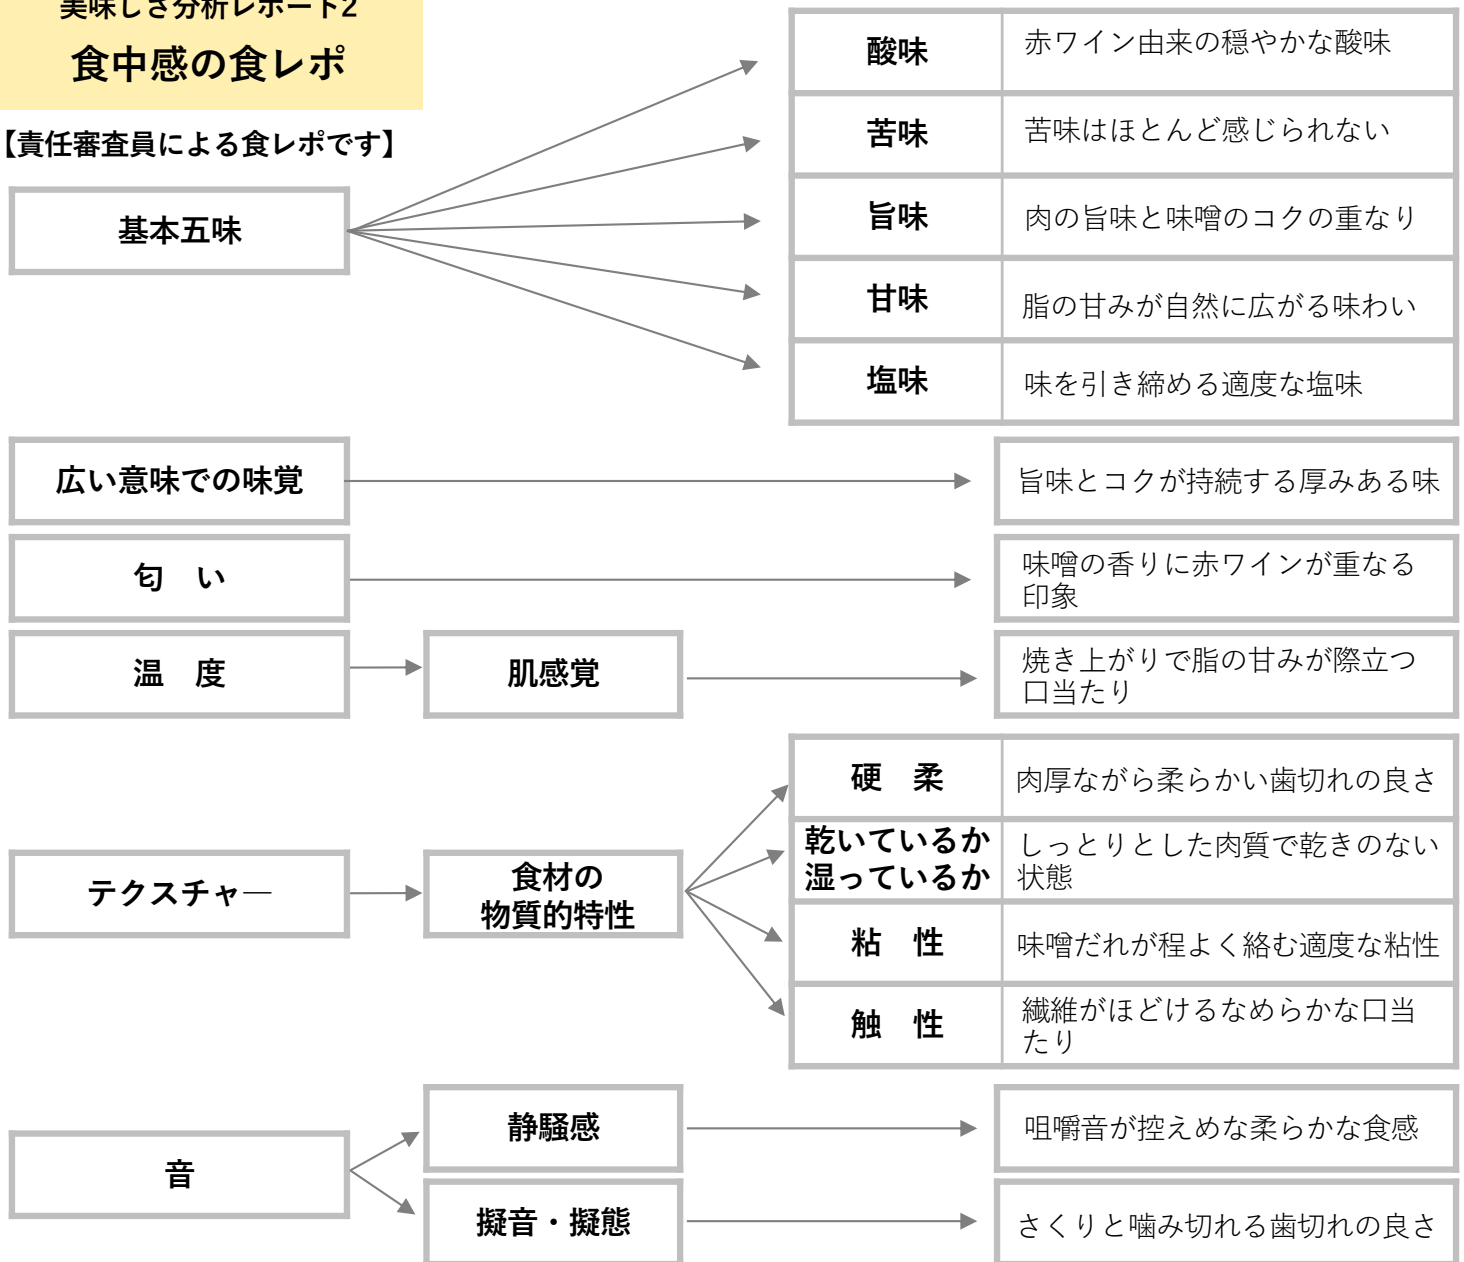 美味しさ分析レポート2
食中感の食レポ
【責任審査員による食レポです】
基本五味
酸味
赤ワイン由来の穏やかな酸味
苦味
苦味はほとんど感じられない
旨味
肉の旨味と味噌のコクの重なり
甘味
脂の甘みが自然に広がる味わい
塩味
味を引き締める適度な塩味
広い意味での味覚
旨味とコクが持続する厚みある味
匂　い
味噌の香りに赤ワインが重なる
印象
温　度
肌感覚
焼き上がりで脂の甘みが際立つ
口当たり
テクスチャ―
食材の
物質的特性
硬　柔
肉厚ながら柔らかい歯切れの良さ
乾いているか
湿っているか
しっとりとした肉質で乾きのない
状態
粘　性
味噌だれが程よく絡む適度な粘性
触　性
繊維がほどけるなめらかな口当
たり
音
静騒感
咀嚼音が控えめな柔らかな食感
擬音・擬態
さくりと噛み切れる歯切れの良さ